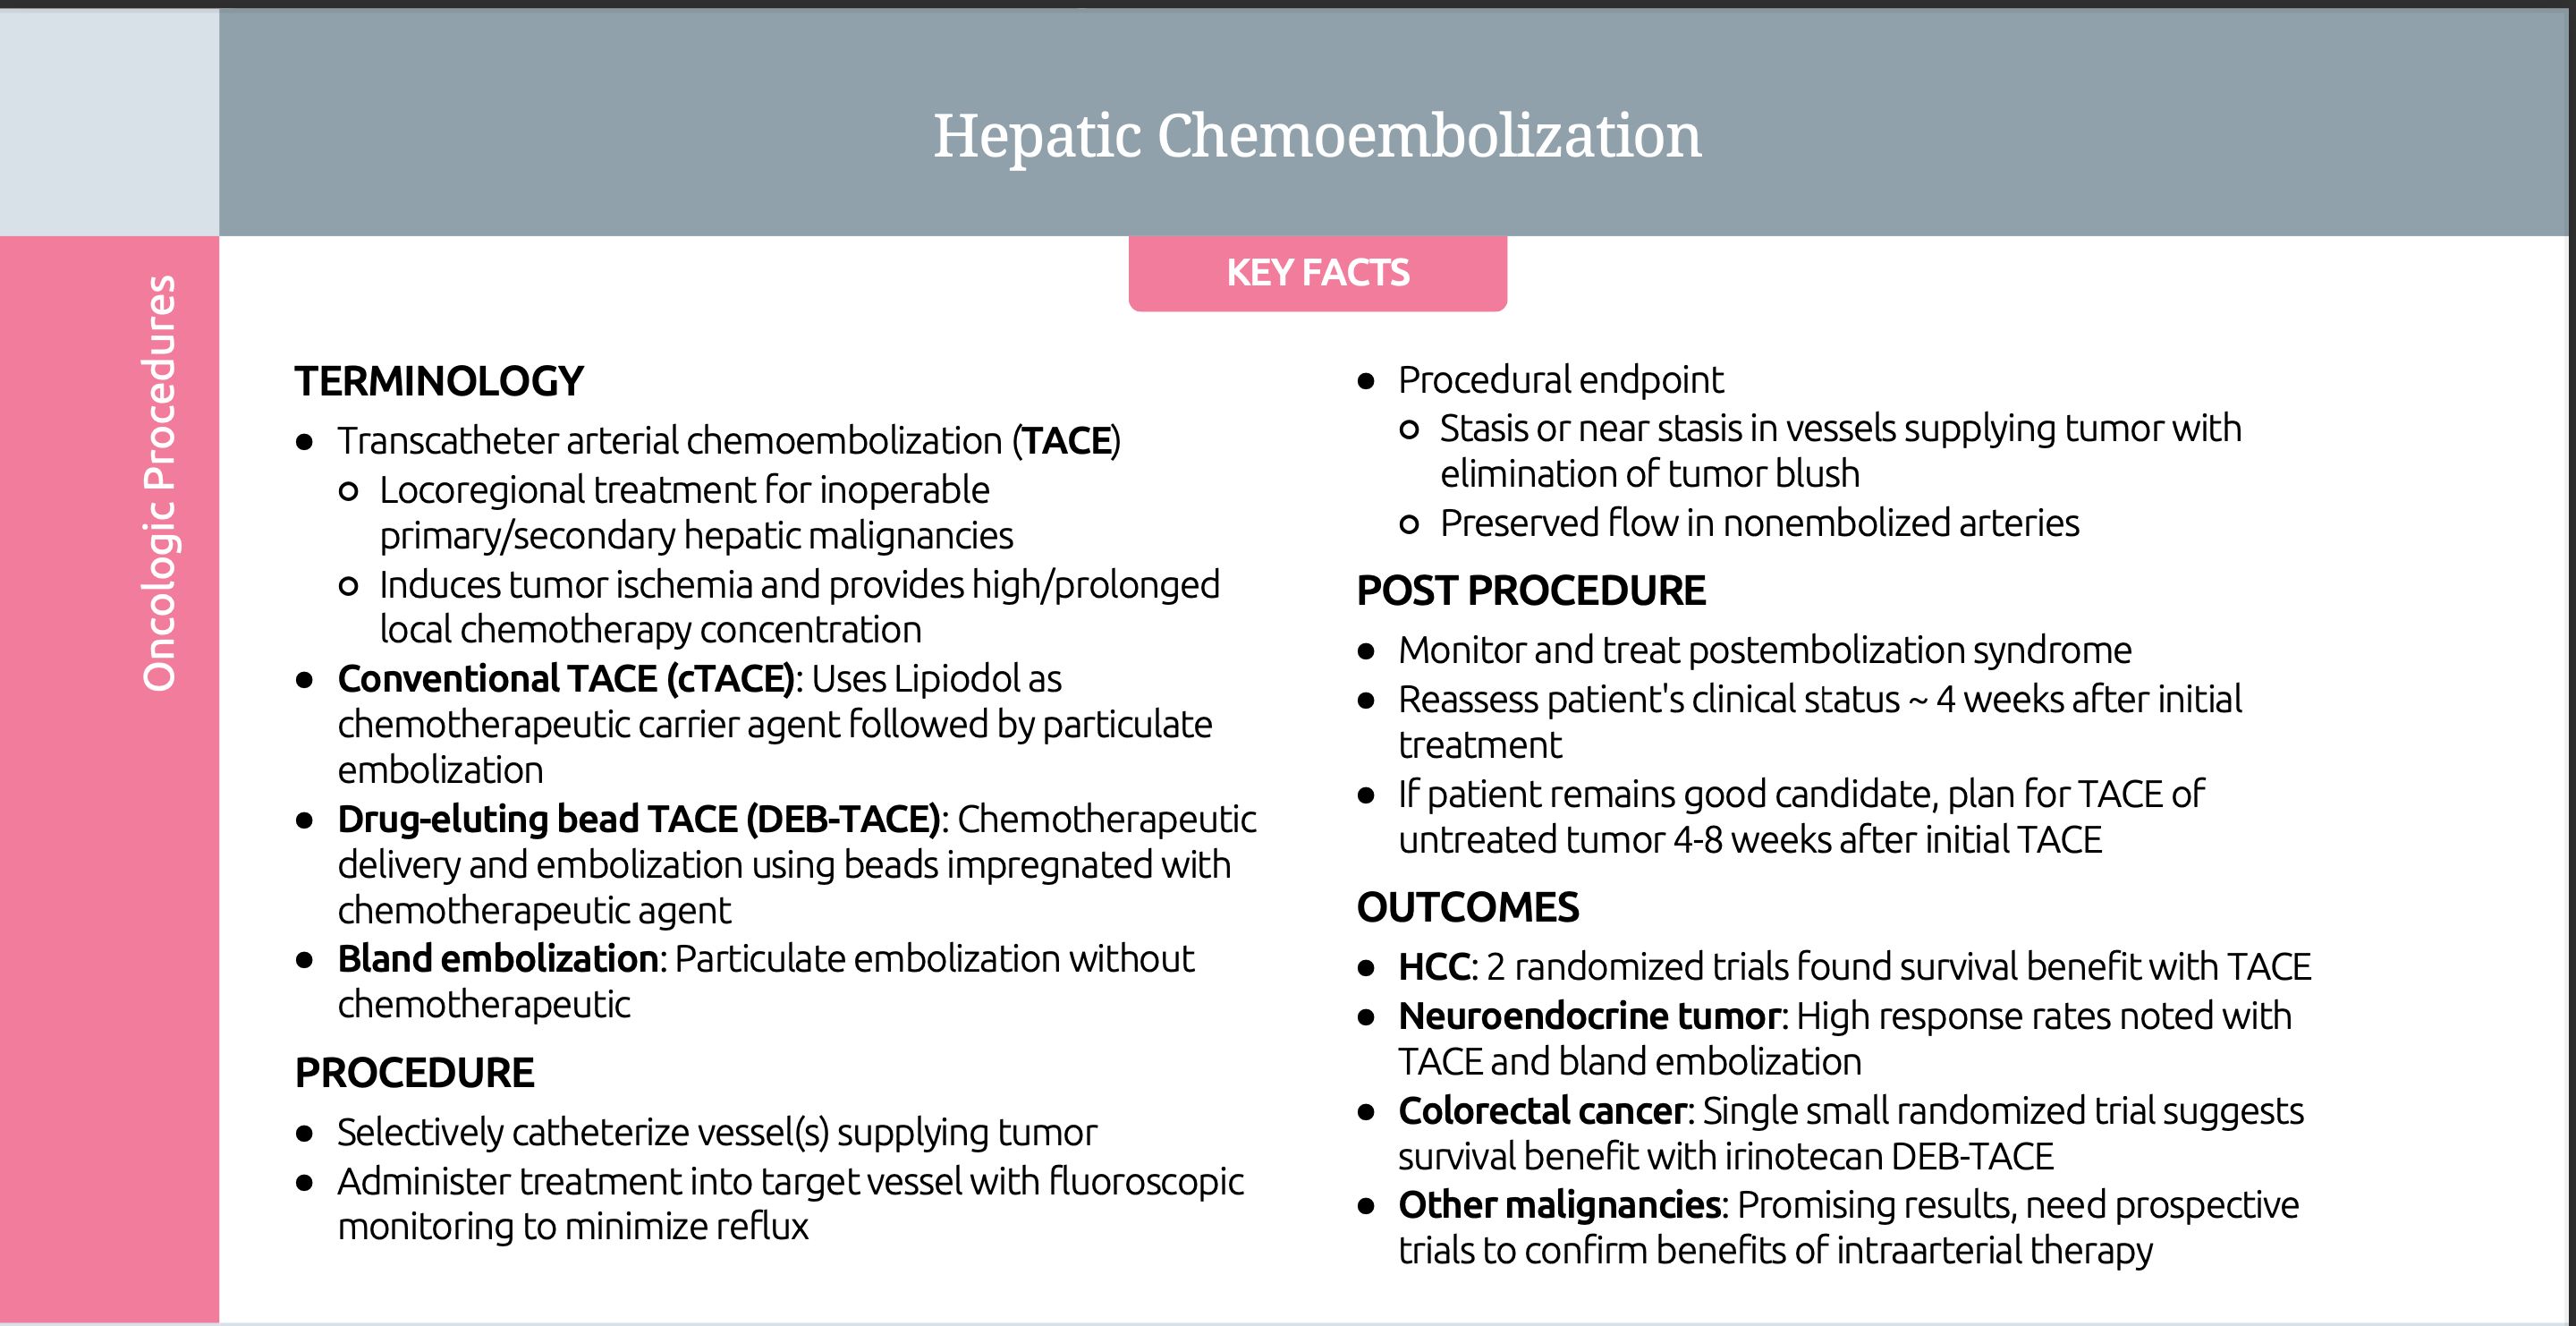 Hepatic Chemoembolization
KEY FACTS
Oncologic Procedures
TERMINOLOGY
● Transcatheter arterial chemoembolization (TACE)
○ Locoregional treatment for inoperable
primary/secondary hepatic malignancies
○ Induces tumor ischemia and provides high/prolonged
local chemotherapy concentration
● Conventional TACE (cTACE): Uses Lipiodol as
chemotherapeutic carrier agent followed by particulate
embolization
● Drug-eluting bead TACE (DEB-TACE): Chemotherapeutic
delivery and embolization using beads impregnated with
chemotherapeutic agent
● Bland embolization: Particulate embolization without
chemotherapeutic
PROCEDURE
● Selectively catheterize vessel(s) supplying tumor
● Administer treatment into target vessel with fluoroscopic
monitoring to minimize reflux
● Procedural endpoint
○ Stasis or near stasis in vessels supplying tumor with
elimination of tumor blush
○ Preserved flow in nonembolized arteries
POST PROCEDURE
● Monitor and treat postembolization syndrome
● Reassess patient's clinical status ~ 4 weeks after initial
treatment
● If patient remains good candidate, plan for TACE of
untreated tumor 4-8 weeks after initial TACE
OUTCOMES
● HCC: 2 randomized trials found survival benefit with TACE
● Neuroendocrine tumor: High response rates noted with
TACE and bland embolization
● Colorectal cancer: Single small randomized trial suggests
survival benefit with irinotecan DEB-TACE
● Other malignancies: Promising results, need prospective
trials to confirm benefits of intraarterial therapy